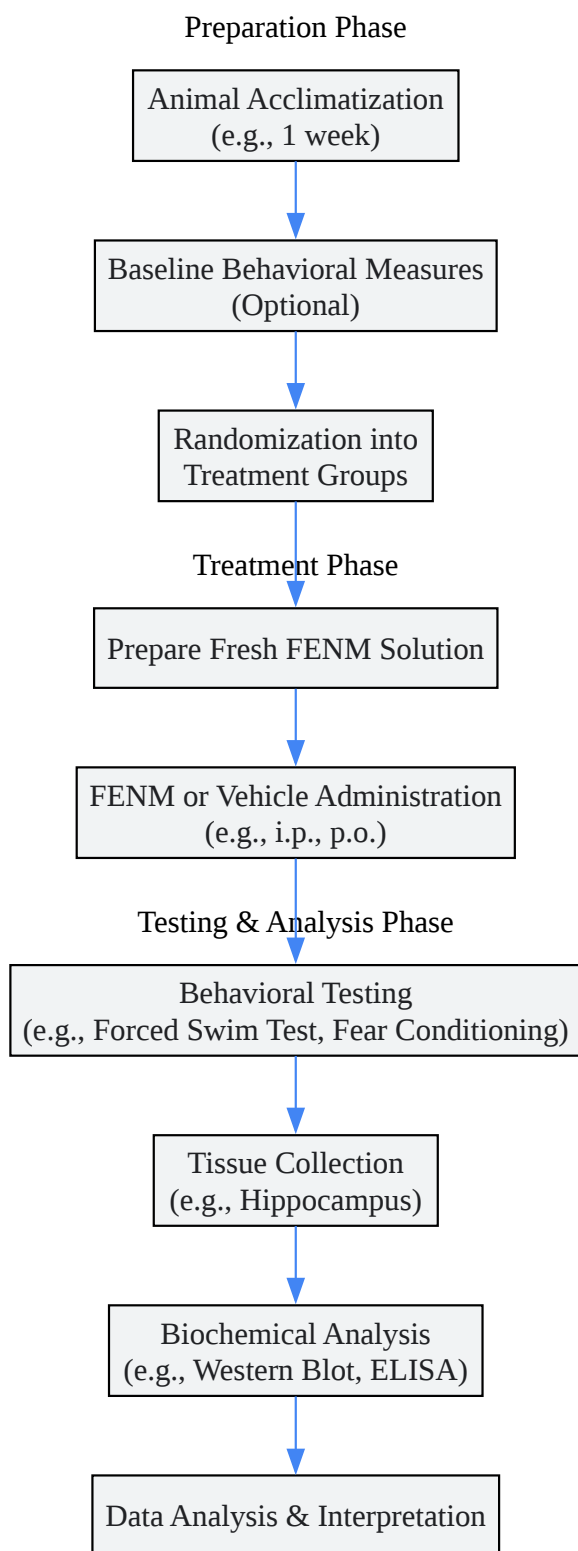 Preparation Phase
Animal Acclimatization
(e.g., 1 week)
Baseline Behavioral Measures
(Optional)
Randomization into
Treatment Groups
Treatment Phase
Prepare Fresh FENM Solution
FENM or Vehicle Administration
(e.g., i.p., p.o.)
Testing & Analysis Phase
Behavioral Testing
(e.g., Forced Swim Test, Fear Conditioning)
Tissue Collection
(e.g., Hippocampus)
Biochemical Analysis
(e.g., Western Blot, ELISA)
Data Analysis & Interpretation